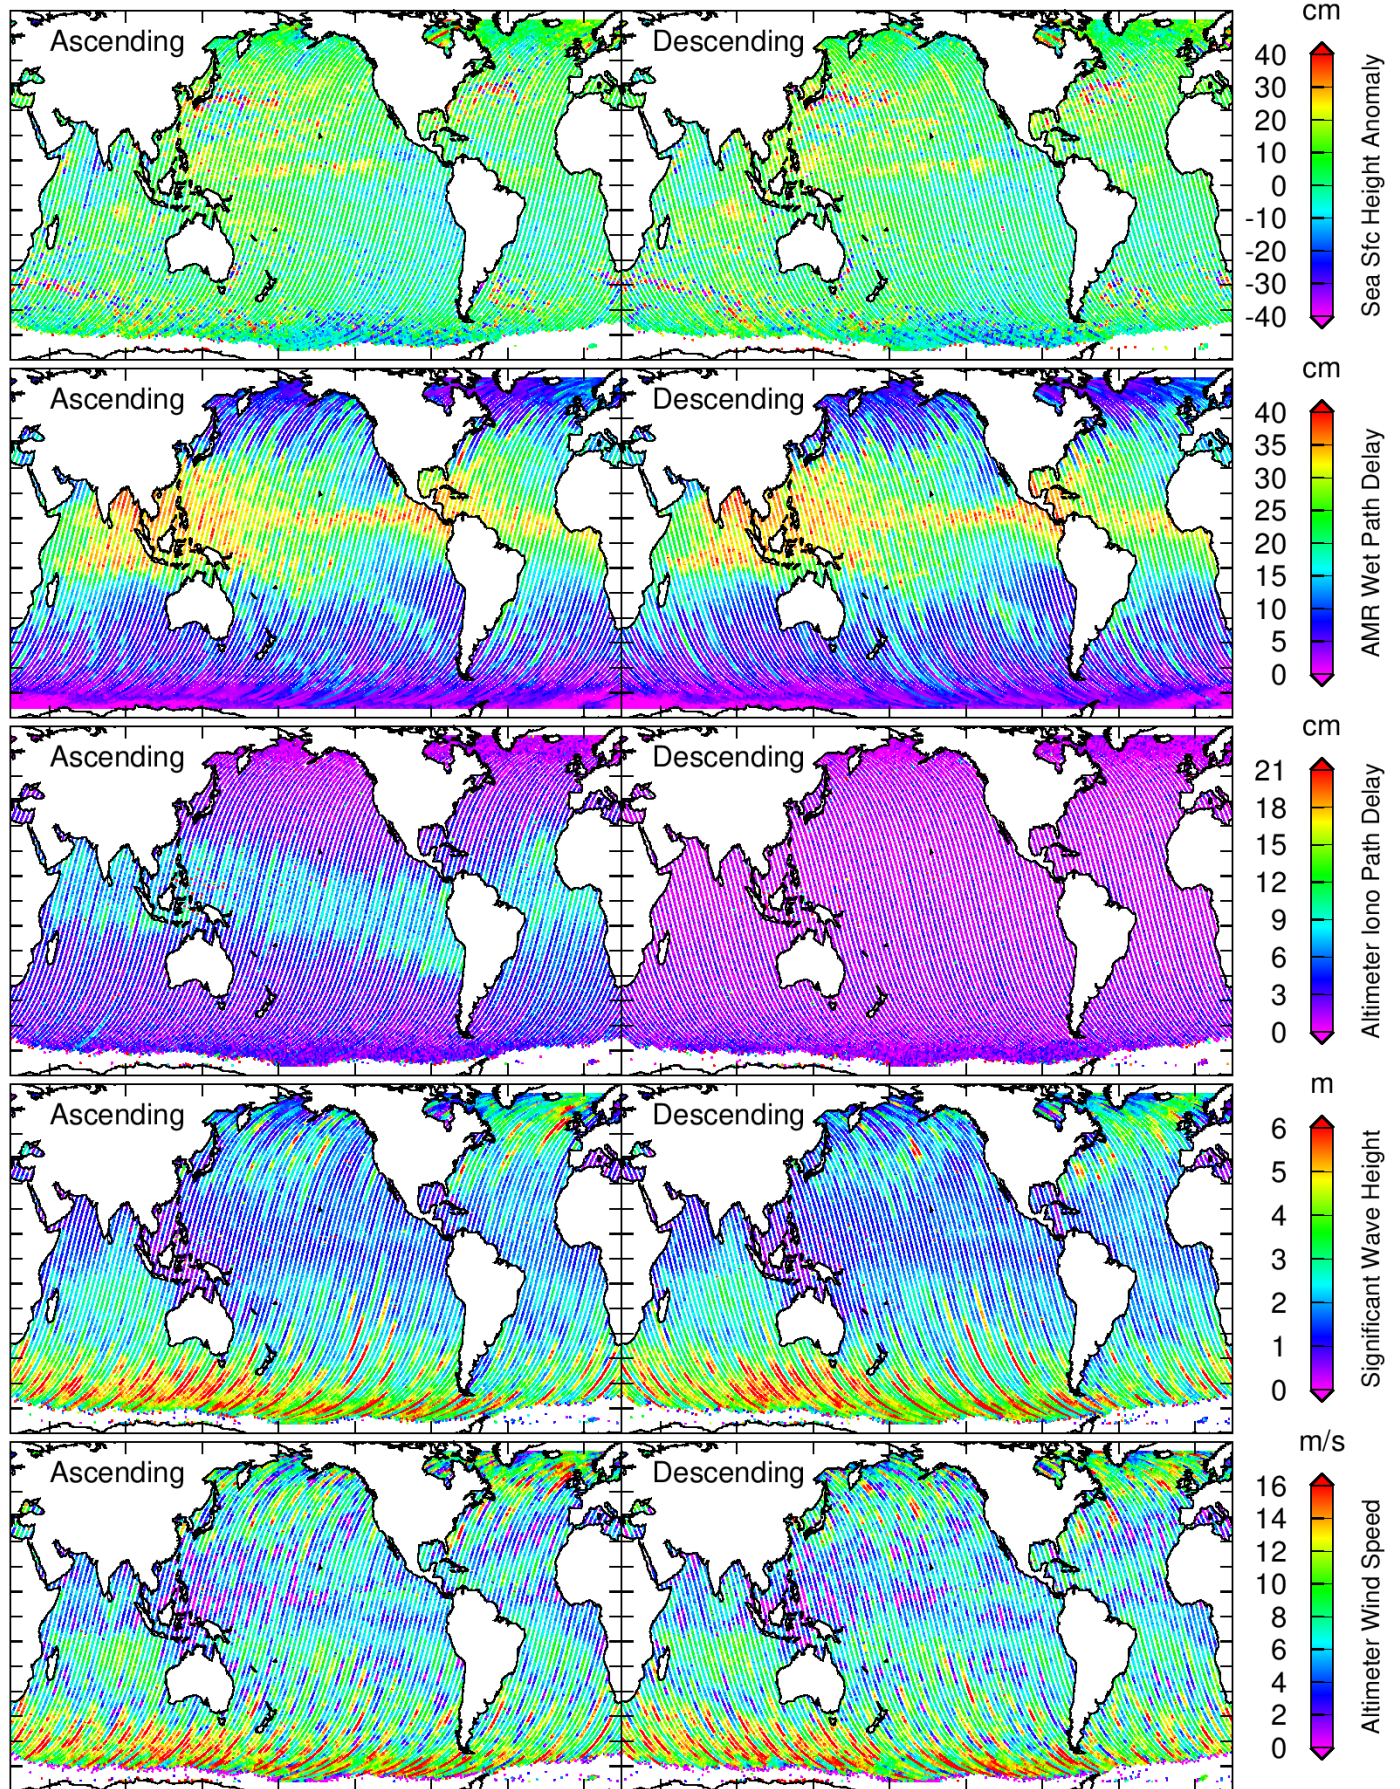 Ascending
Descending
cm
40
30
20
10
0
-10
-20
-30
-40
Sea Sfc Height Anomaly
Ascending
Descending
cm
40
35
30
25
20
15
10
5
0
AMR Wet Path Delay
Ascending
Descending
cm
21
18
15
12
9
6
3
0
Altimeter Iono Path Delay
Ascending
Descending
m
6
5
4
3
2
1
0
Significant Wave Height
Ascending
Descending
m/s
16
14
12
10
8
6
4
2
0
Altimeter Wind Speed